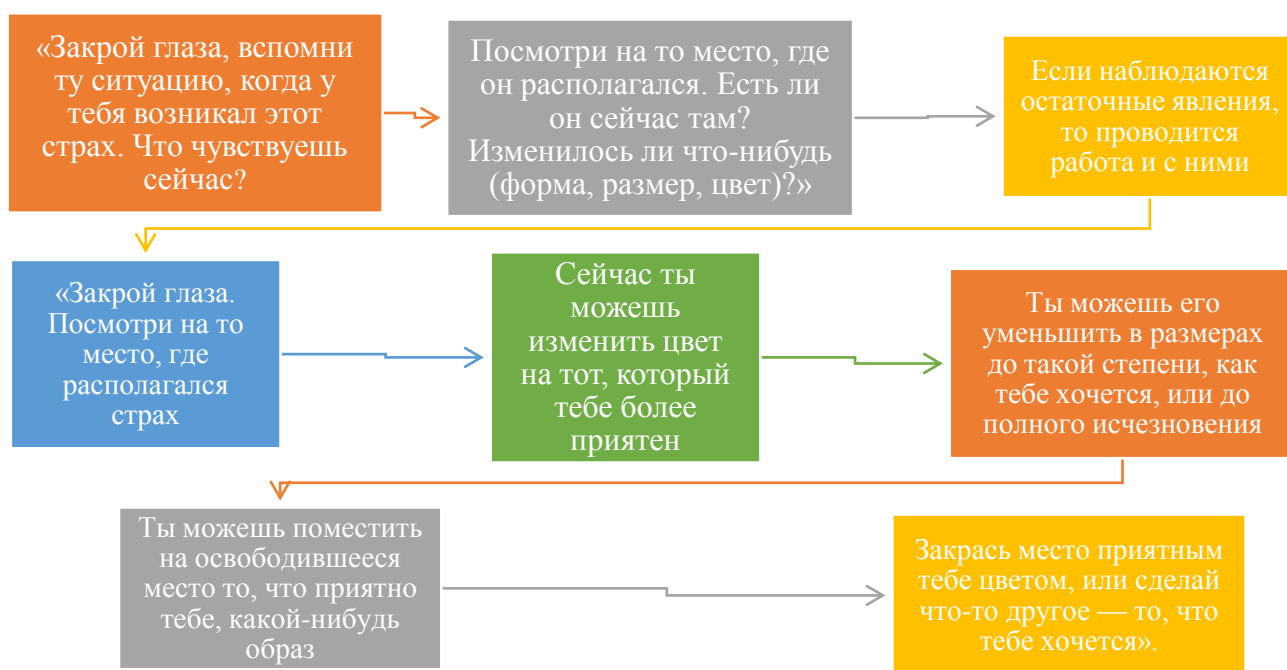 «Закрой глаза, вспомни
ту ситуацию, когда у
тебя возникал этот
страх. Что чувствуешь
сейчас?
Посмотри на то место, где
он располагался. Есть ли
он сейчас там?
Изменилось ли что-нибудь
(форма, размер, цвет)?»
Если наблюдаются
остаточные явления,
то проводится
работа и с ними
«Закрой глаза.
Посмотри на то
место, где
располагался
страх
Сейчас ты
можешь
изменить цвет
на тот, который
тебе более
приятен
Ты можешь его
уменьшить в размерах
до такой степени, как
тебе хочется, или до
полного исчезновения
Ты можешь поместить
на освободившееся
место то, что приятно
тебе, какой-нибудь
образ
Закрась место приятным
тебе цветом, или сделай
что-то другое — то, что
тебе хочется».